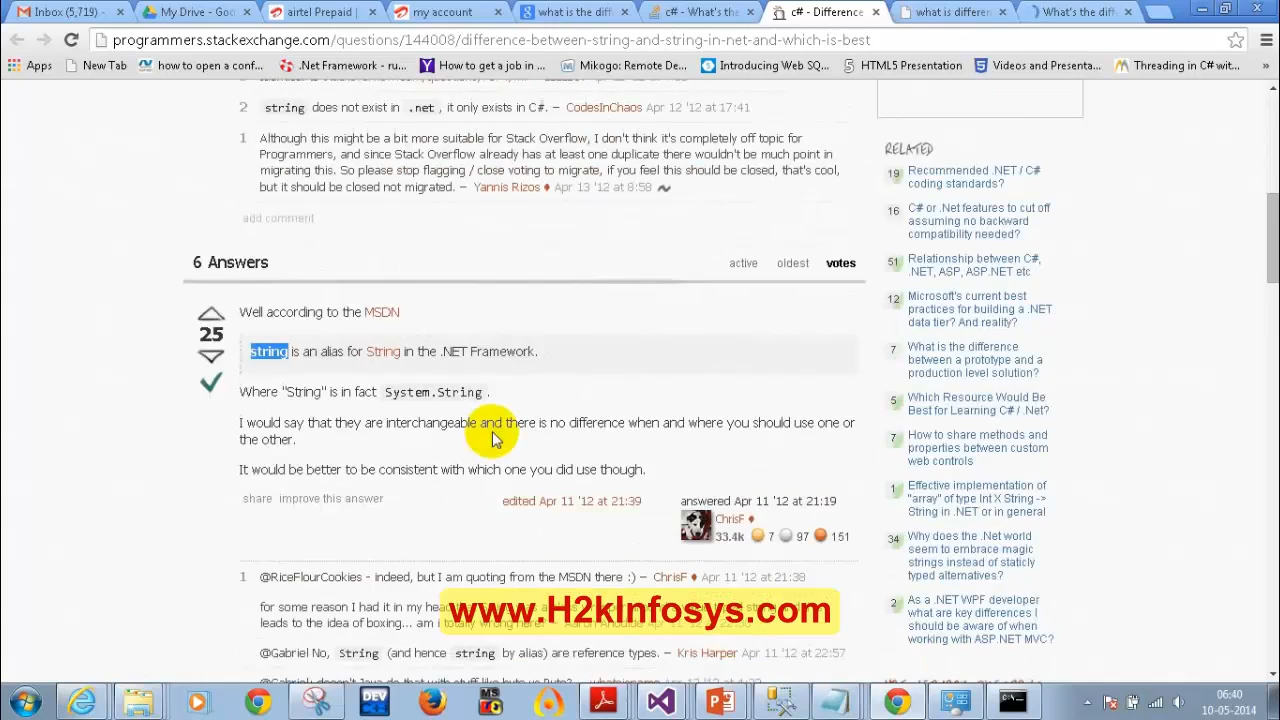 Inbox (5,719) -
My Drive - Goo
airtel Prepaid |
my account
what is the diff
c# - What's the
c# - Difference
what is differen
What's the diff
programmers.stackexchange.com/questions/144008/difference-between-string-and-string-in-net-and-which-is-best
Apps
New Tab
how to open a conf...
.Net Framework - ru...
How to get a job in ...
Mikogo: Remote De...
Introducing Web SQ...
HTML5 Presentation
Videos and Presenta...
Threading in C# wit...
»
2 string does not exist in .net, it only exists in C#. – CodesInChaos Apr 12 '12 at 17:41
1 Although this might be a bit more suitable for Stack Overflow, I don't think it's completely off topic for
Programmers, and since Stack Overflow already has at least one duplicate there wouldn't be much point in
migrating this. So please stop flagging / close voting to migrate, if you feel this should be closed, that's cool,
but it should be closed not migrated. – Yannis Rizos ♦ Apr 13 '12 at 8:58
add comment
6 Answers
active oldest votes
25
Well according to the MSDN
string is an alias for String in the .NET Framework.
Where "String" is in fact System.String .
I would say that they are interchangeable and there is no difference when and where you should use one or
the other.
It would be better to be consistent with which one you did use though.
share improve this answer
edited Apr 11 '12 at 21:39
answered Apr 11 '12 at 21:19
ChrisF ♦
33.4k 7 97 151
1 @RiceFlourCookies - indeed, but I am quoting from the MSDN there :) – ChrisF ♦ Apr 11 '12 at 21:38
for some reason I had it in my hea
leads to the idea of boxing... am i totally wrong here?
www.H2kInfosys.com
@Gabriel No, String (and hence string by alias) are reference types. – Kris Harper Apr 11 '12 at 22:57
RELATED
19 Recommended .NET / C#
coding standards?
16 C# or .Net features to cut off
assuming no backward
compatibility needed?
51 Relationship between C#,
.NET, ASP, ASP.NET etc
12 Microsoft's current best
practices for building a .NET
data tier? And reality?
7 What is the difference
between a prototype and a
production level solution?
5 Which Resource Would Be
Best for Learning C# / .Net?
7 How to share methods and
properties between custom
web controls
1 Effective implementation of
"array" of type Int X String ->
String in .NET or in general
34 Why does the .Net world
seem to embrace magic
strings instead of staticly
typed alternatives?
2 As a .NET WPF developer
what are key differences I
should be aware of when
working with ASP.NET MVC?
DEV
06:40
10-05-2014